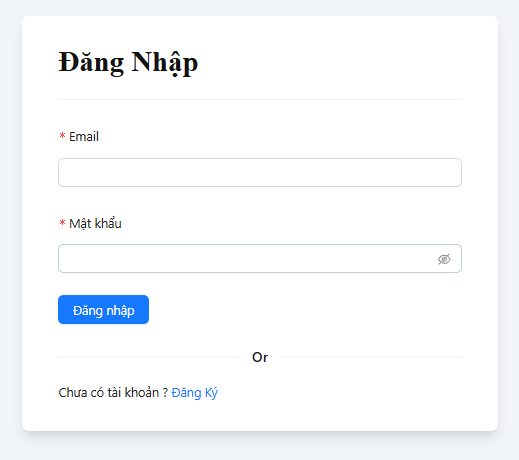 Đăng Nhập
* Email
* Mật khẩu
Đăng nhập
Or
Chưa có tài khoản ? Đăng Ký